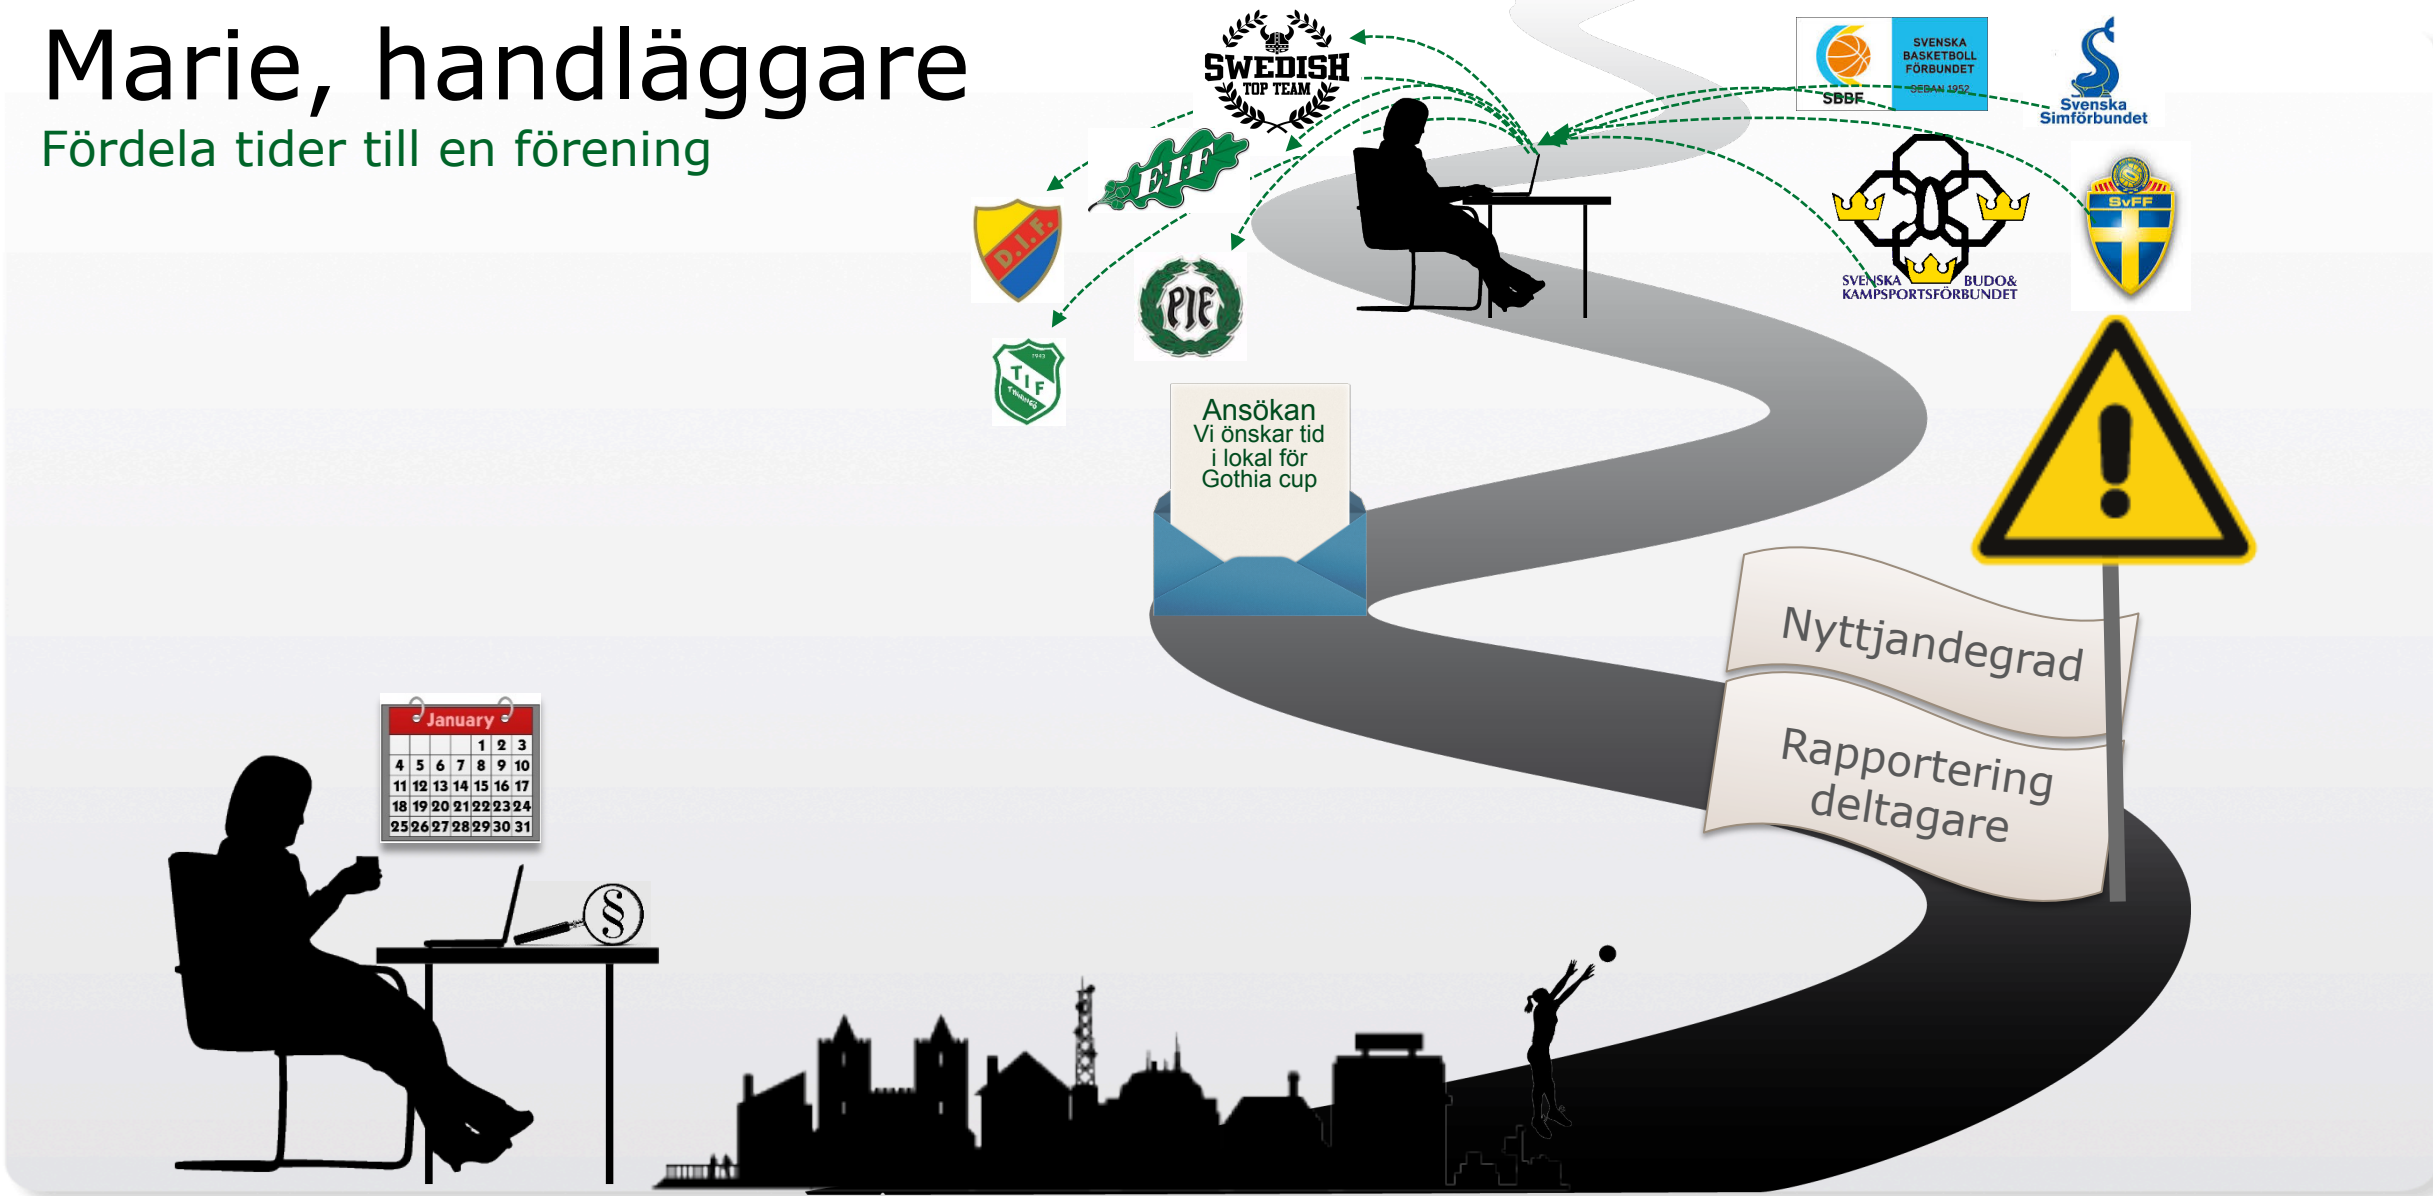 Marie, handläggare
Fördela tider till en förening
SWEDISH
TOP TEAM
E.I.F
D.I.F.
PIF
1943
TIF
SBBF
SVENSKA
BASKETBOLL
FÖRBUNDET
SEDAN 1952
Svenska
Simförbundet
SVENSKA BUDO&
KAMPSPORTSFÖRBUNDET
SvFF
Ansökan
Vi önskar tid
i lokal för
Gothia cup
Nyttjandegrad
Rapportering
deltagare
January
1 2 3
4 5 6 7 8 9 10
11 12 13 14 15 16 17
18 19 20 21 22 23 24
25 26 27 28 29 30 31
§